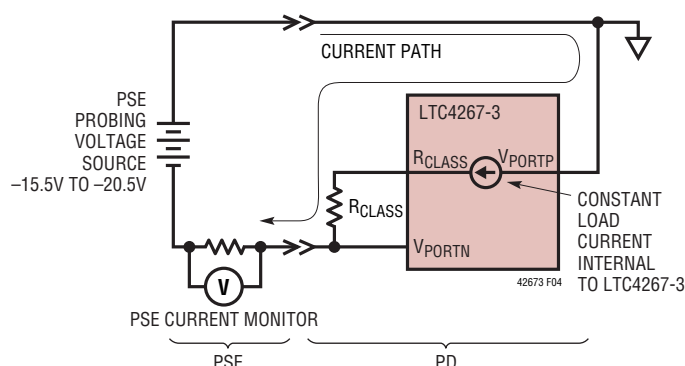 CURRENT PATH
PSE
PROBING
VOLTAGE
SOURCE
–15.5V TO –20.5V
LTC4267-3
RCLASS
VPORTP
RCLASS
CONSTANT
LOAD
CURRENT
INTERNAL
TO LTC4267-3
VPORTN
42673 F04
V
PSE CURRENT MONITOR
PSE
PD